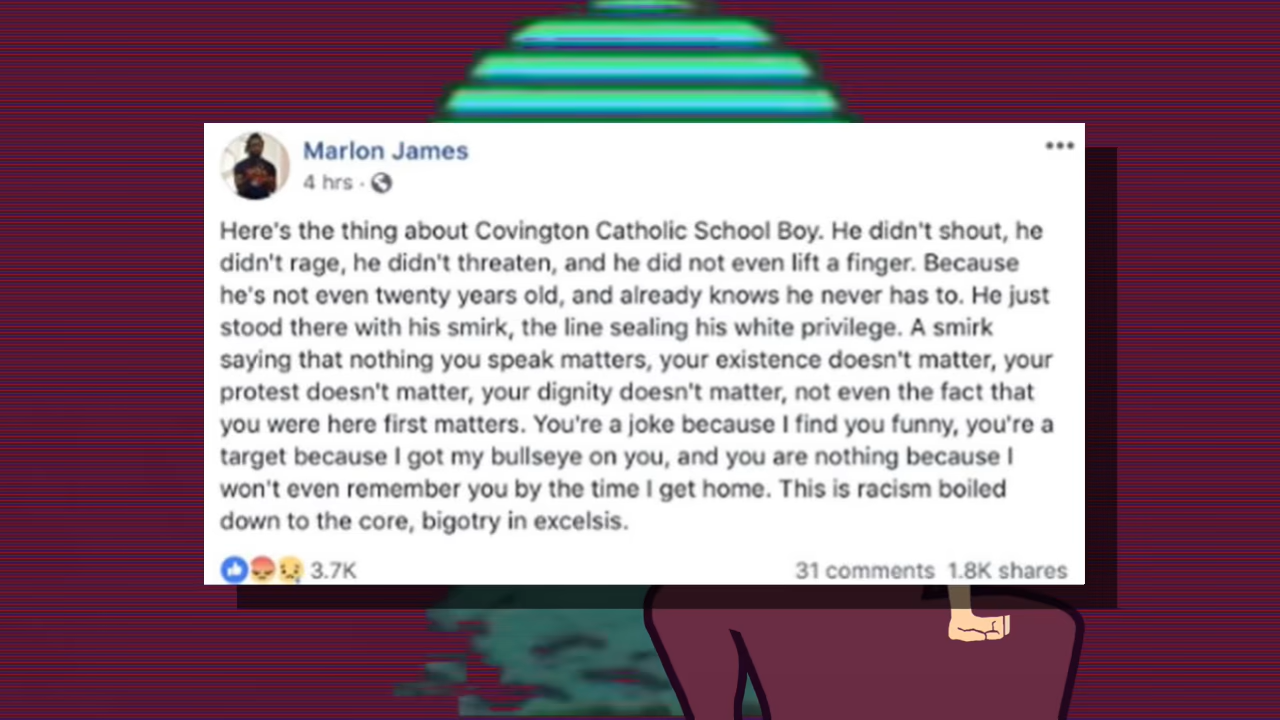 Marlon James
4 hrs ·
Here's the thing about Covington Catholic School Boy. He didn't shout, he
didn't rage, he didn't threaten, and he did not even lift a finger. Because
he's not even twenty years old, and already knows he never has to. He just
stood there with his smirk, the line sealing his white privilege. A smirk
saying that nothing you speak matters, your existence doesn't matter, your
protest doesn't matter, your dignity doesn't matter, not even the fact that
you were here first matters. You're a joke because I find you funny, you're a
target because I got my bullseye on you, and you are nothing because I
won't even remember you by the time I get home. This is racism boiled
down to the core, bigotry in excelsis.
3.7K 31 comments 1.8K shares